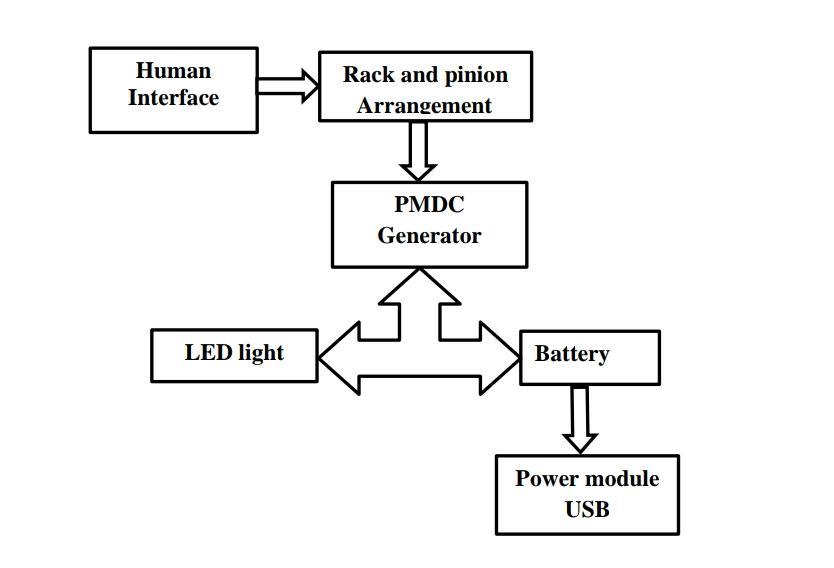 Human
Interface
Rack and pinion
Arrangement
PMDC
Generator
LED light
Battery
Power module
USB